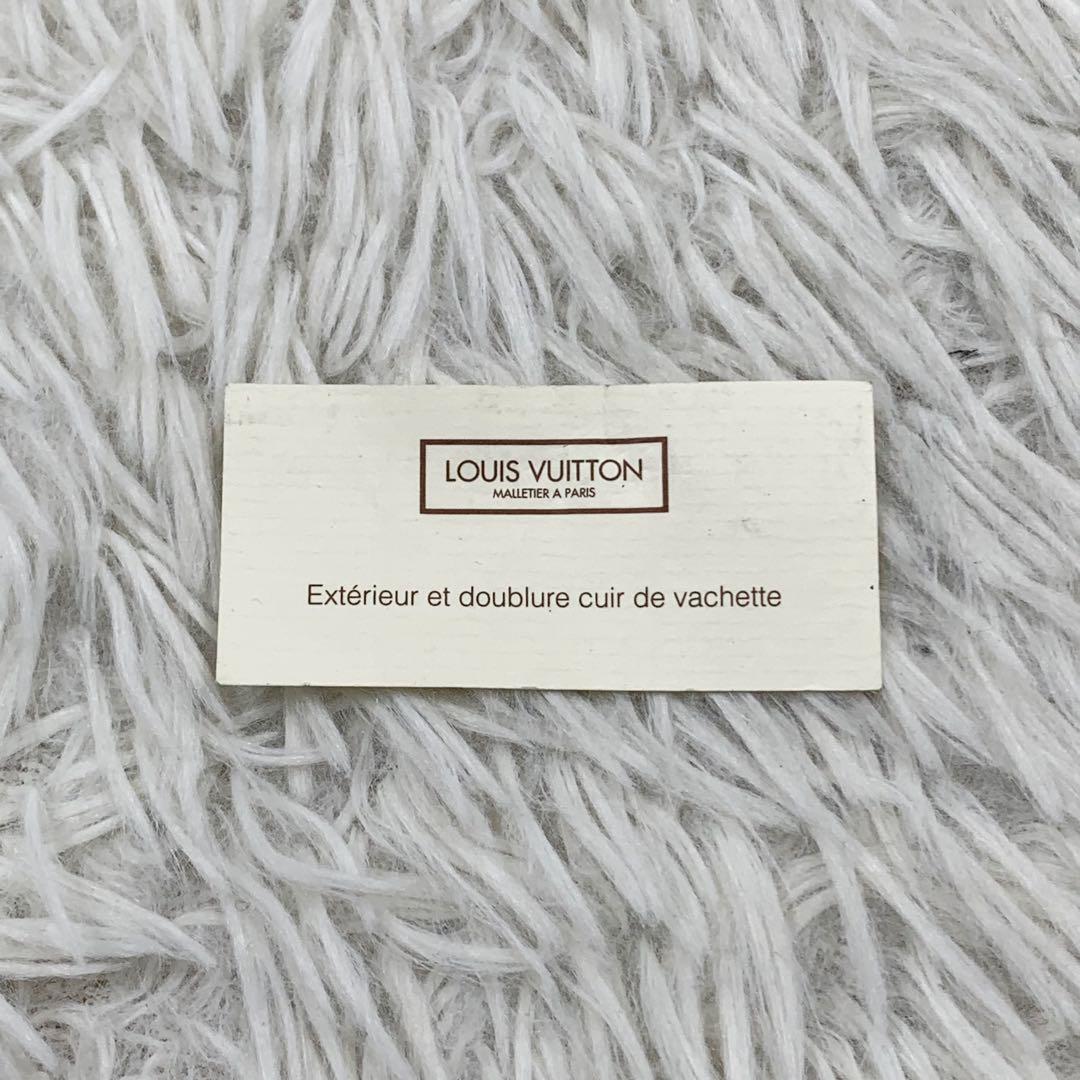 LOUIS VUITTON
MALLETIER A PARIS
Extérieur et doublure cuir de vachette